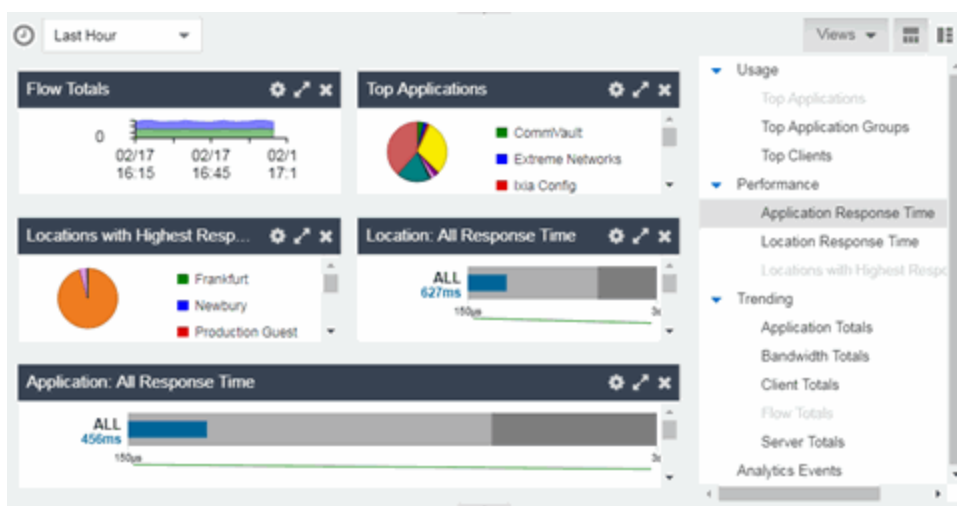 Last Hour
Views
Flow Totals
0
02/17 02/17 02/1
16:15 16:45 17:1
Top Applications
CommVault
Extreme Networks
Ixia Config
Locations with Highest Resp...
Frankfurt
Newbury
Production Guest
Location: All Response Time
ALL
627ms
150µs
Application: All Response Time
ALL
456ms
150µs
Usage
Top Applications
Top Application Groups
Top Clients
Performance
Application Response Time
Location Response Time
Locations with Highest Respo
Trending
Application Totals
Bandwidth Totals
Client Totals
Flow Totals
Server Totals
Analytics Events